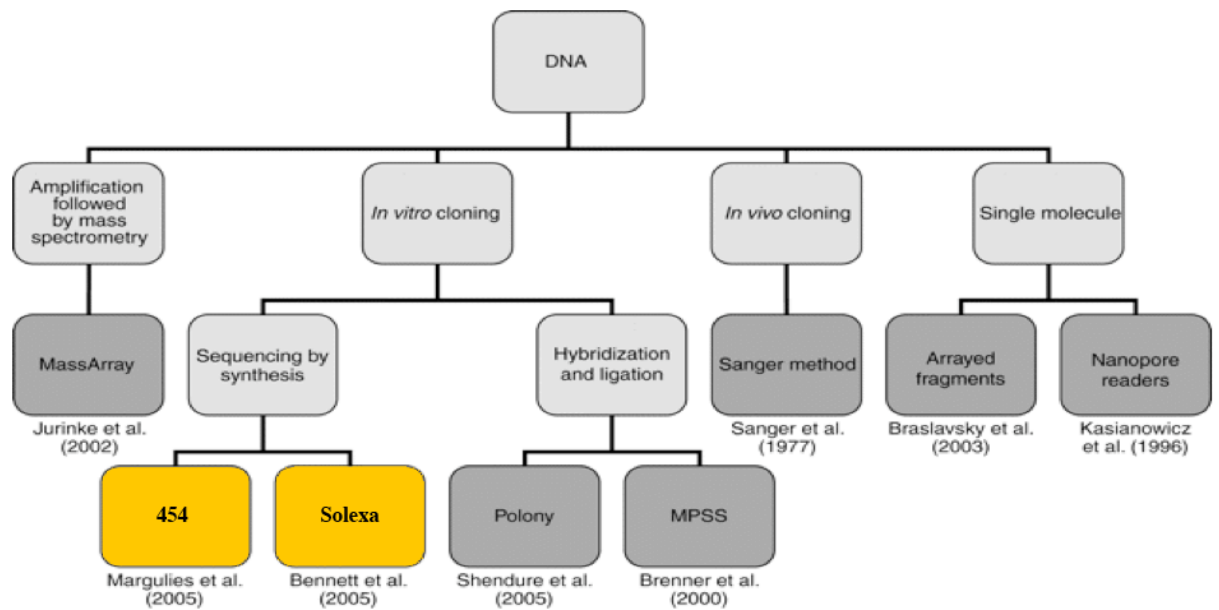 DNA
Amplification
followed
by mass
spectrometry
In vitro cloning
In vivo cloning
Single molecule
MassArray
Jurinke et al.
(2002)
Sequencing by
synthesis
Hybridization
and ligation
Sanger method
Sanger et al.
(1977)
Arrayed
fragments
Braslavsky et al.
(2003)
Nanopore
readers
Kasianowicz
et al. (1996)
454
Margulies et al.
(2005)
Solexa
Bennett et al.
(2005)
Polony
Shendure et al.
(2005)
MPSS
Brenner et al.
(2000)